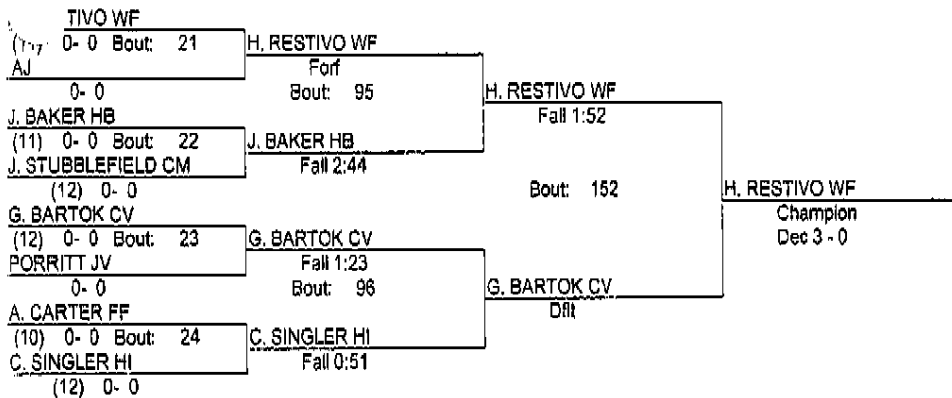 TIVO WF
0- 0 Bout: 21
AJ
0- 0
J. BAKER HB
(11) 0- 0 Bout: 22
J. STUBBLEFIELD CM
(12) 0- 0
G. BARTOK CV
(12) 0- 0 Bout: 23
PORRITT JV
0- 0
A. CARTER FF
(10) 0- 0 Bout: 24
C. SINGLER HI
(12) 0- 0
H. RESTIVO WF
Forf
Bout: 95
J. BAKER HB
Fall 2:44
G. BARTOK CV
Fall 1:23
Bout: 96
C. SINGLER HI
Fall 0:51
H. RESTIVO WF
Fall 1:52
Bout: 152
G. BARTOK CV
Dflt
H. RESTIVO WF
Champion
Dec 3 - 0